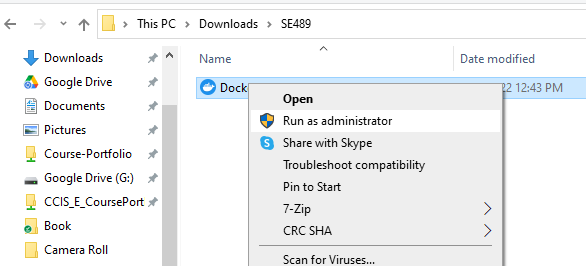 This PC > Downloads > SE489
Name
Date modified
Downloads
Google Drive
Documents
Pictures
Course-Portfolio
Google Drive (G:)
CCIS_E_CoursePort
Book
Camera Roll
Dock
22 12:43 PM
Open
Run as administrator
Share with Skype
Troubleshoot compatibility
Pin to Start
7-Zip
CRC SHA
Scan for Viruses...